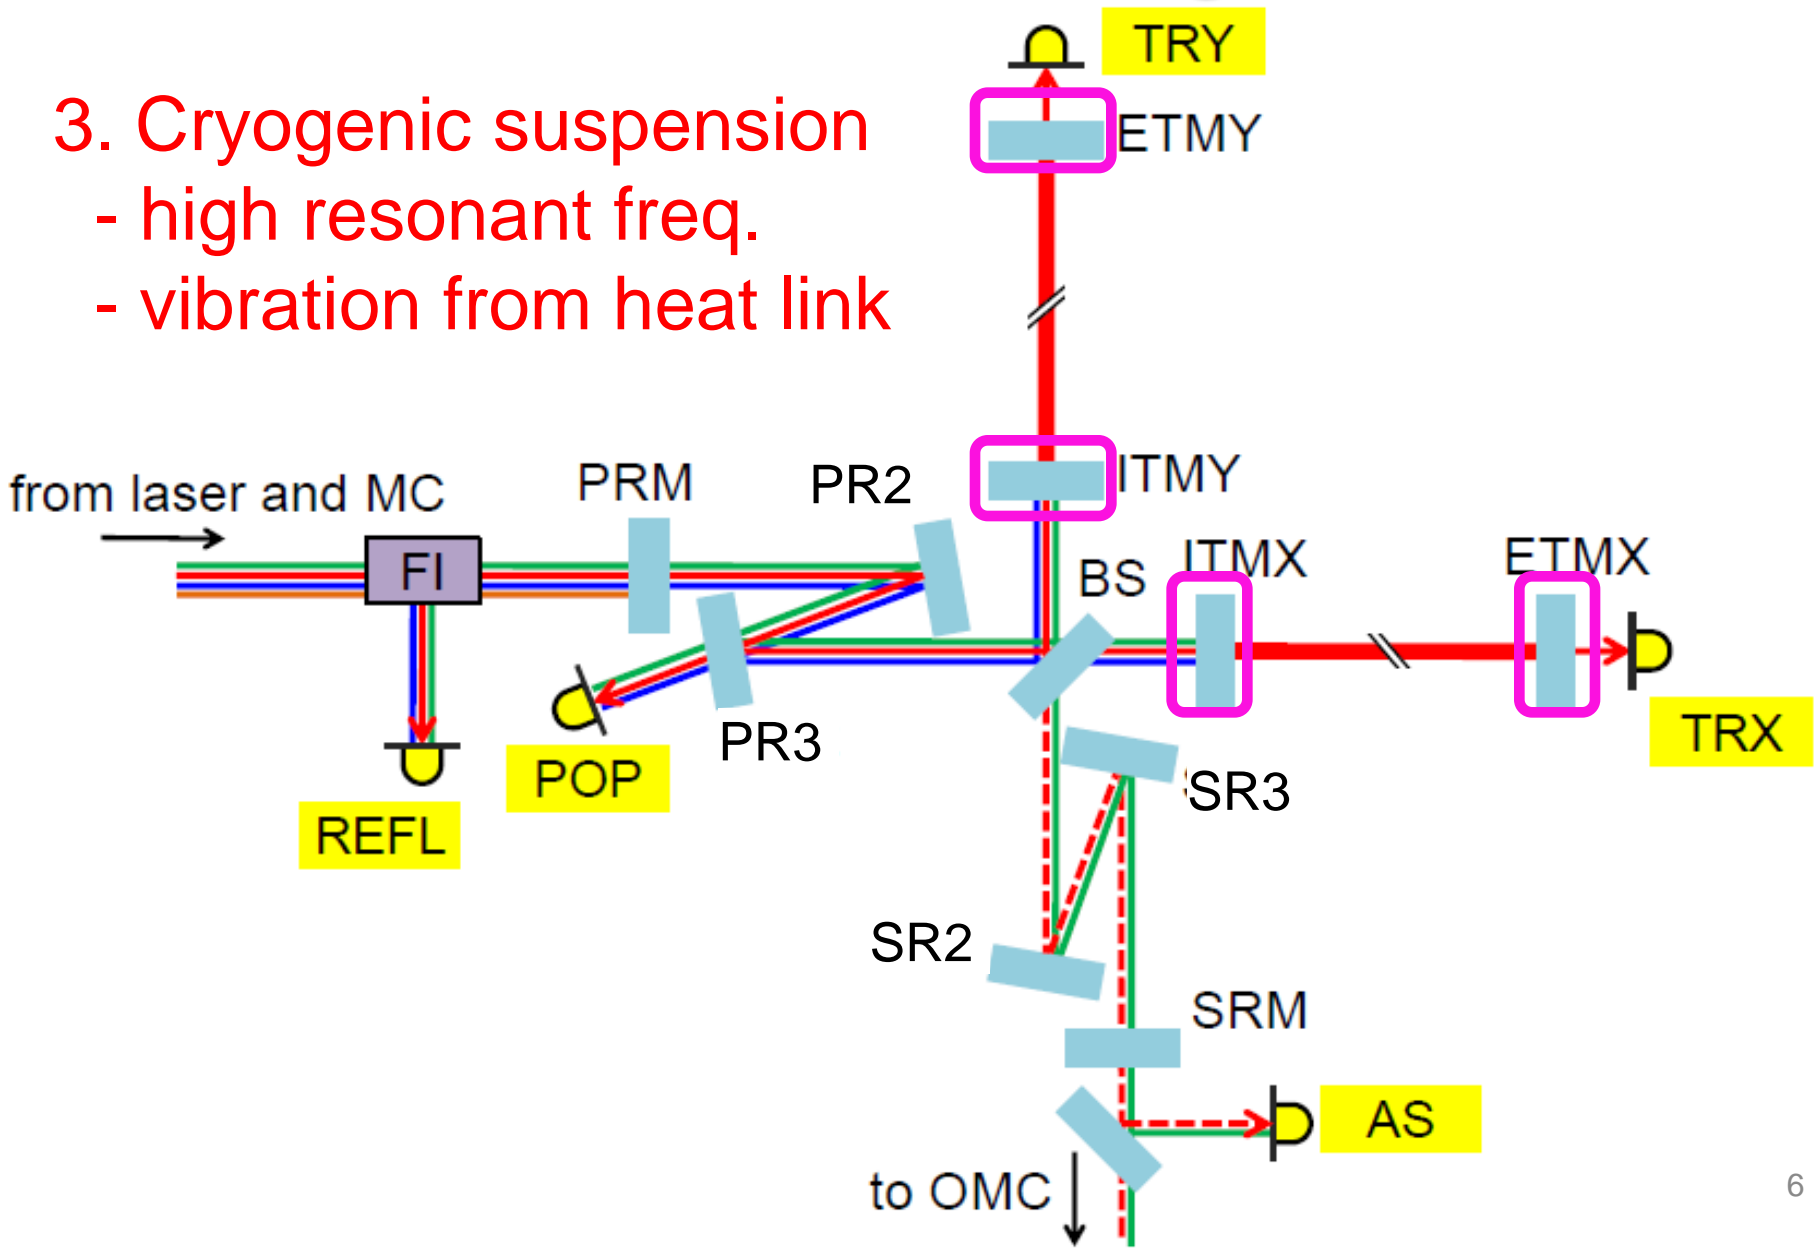 TRY
3. Cryogenic suspension
ETMY
- high resonant freq.
- vibration from heat link
from laser and MC
PRM
PR2
ITMY
FI
BS
ITMX
ETMX
PR3
POP
TRX
REFL
SR3
SR2
SRM
AS
to OMC
6